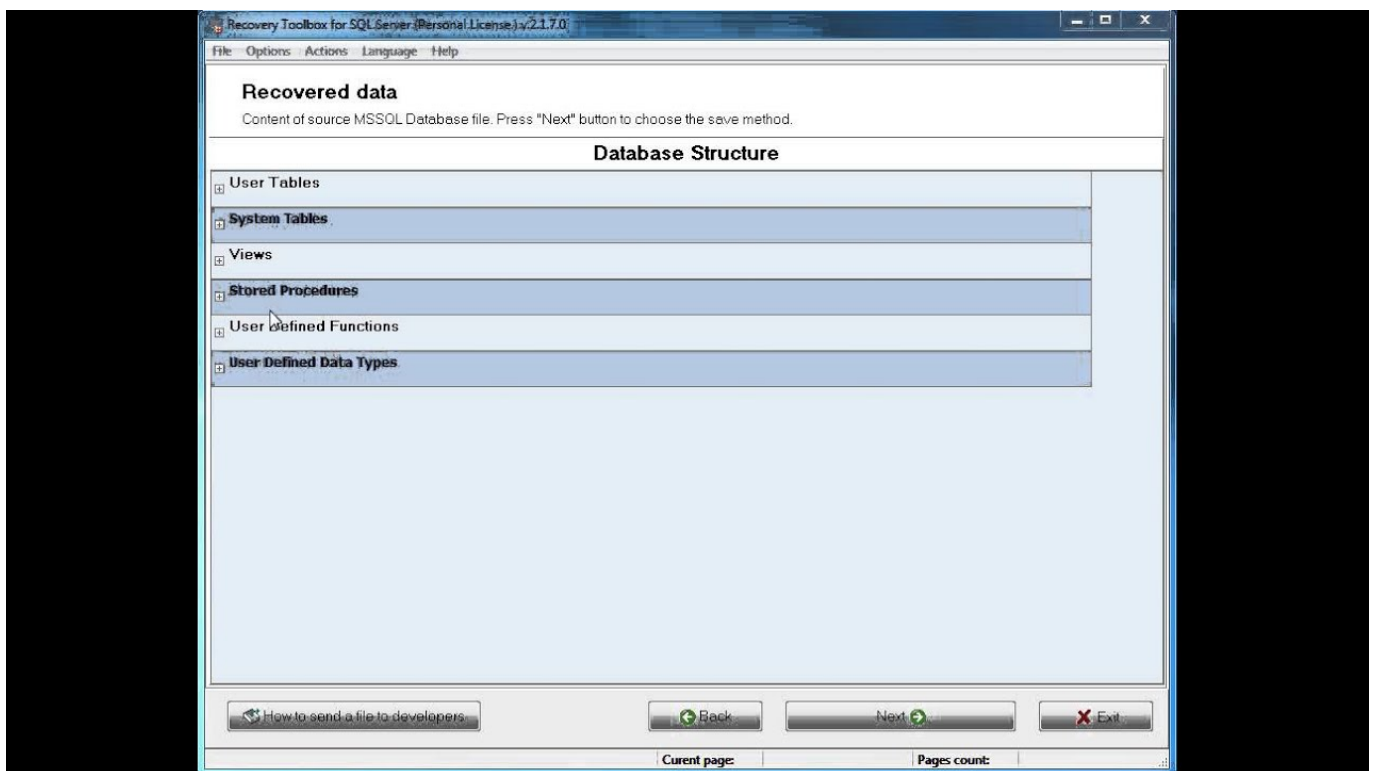 Recovery Toolbox for SQL Server (Personal License) v.2.1.7.0
File Options Actions Language Help
Recovered data
Content of source MSSQL Database file. Press "Next" button to choose the save method.
Database Structure
User Tables
System Tables
Views
Stored Procedures
User Defined Functions
User Defined Data Types
How to send a file to developers
Back
Next
Exit
Curent page:
Pages count: